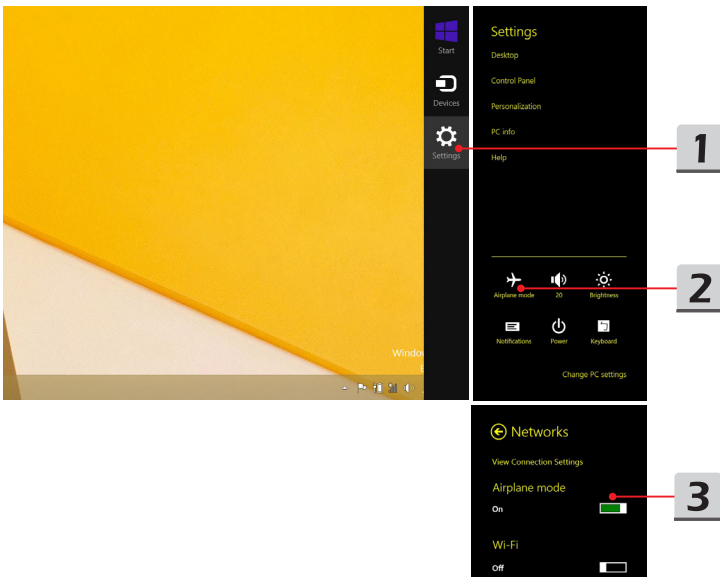 Start
Devices
Settings
Windo
Settings
Desktop
Control Panel
Personalization
PC info
Help
Airplane mode
20
Brightness
Notifications
Power
Keyboard
Change PC settings
1
2
Networks
View Connection Settings
Airplane mode
On
Wi-Fi
Off
3